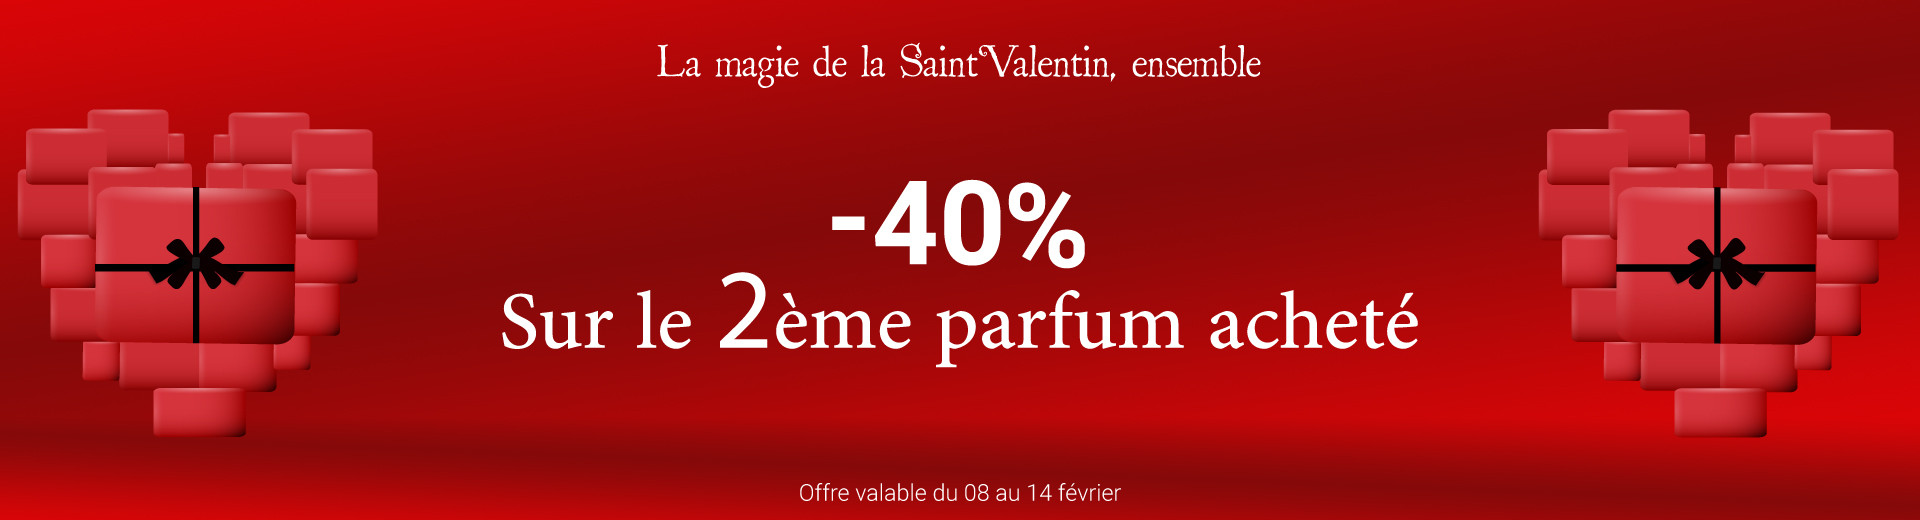 La magie de la Saint Valentin, ensemble
-40%
Sur le 2ème parfum acheté
Offre valable du 08 au 14 février